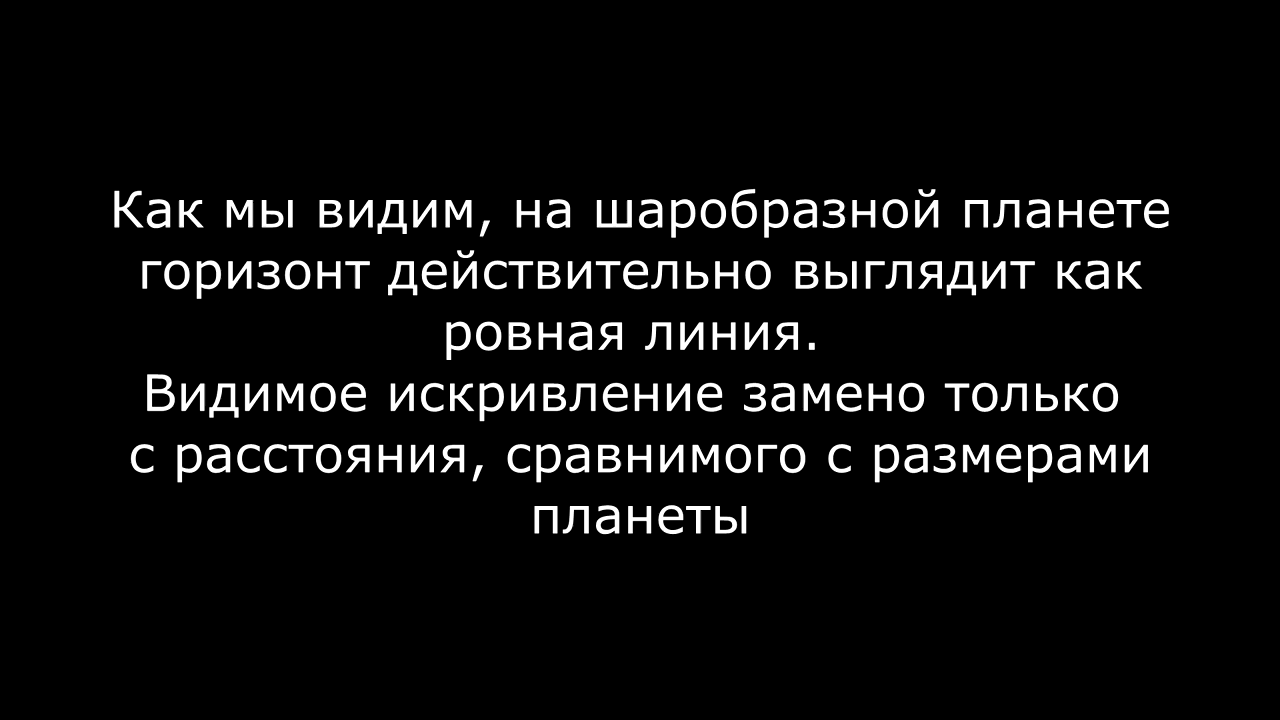 Как мы видим, на шаробразной планете
горизонт действительно выглядит как
ровная линия.
Видимое искривление замено только
с расстояния, сравнимого с размерами
планеты